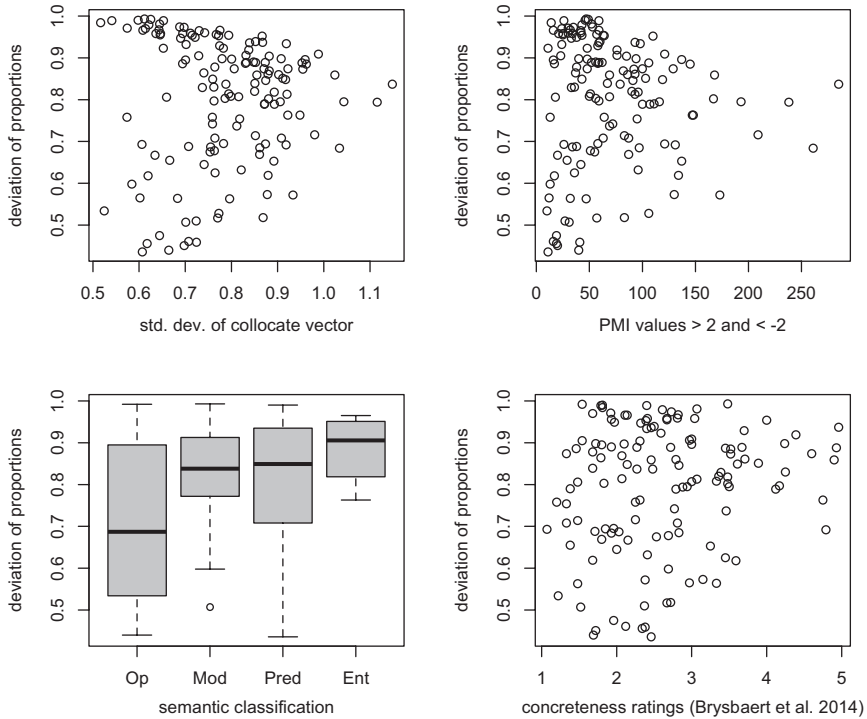 deviation of proportions
1.0
0.9
0.8
0.7
0.6
0.5
0.5 0.6 0.7 0.8 0.9 1.0 1.1
std. dev. of collocate vector
deviation of proportions
1.0
0.9
0.8
0.7
0.6
0.5
0 50 100 150 200 250
PMI values > 2 and < -2
deviation of proportions
1.0
0.9
0.8
0.7
0.6
0.5
Op Mod Pred Ent
semantic classification
deviation of proportions
1.0
0.9
0.8
0.7
0.6
0.5
1 2 3 4 5
concreteness ratings (Brysbaert et al. 2014)